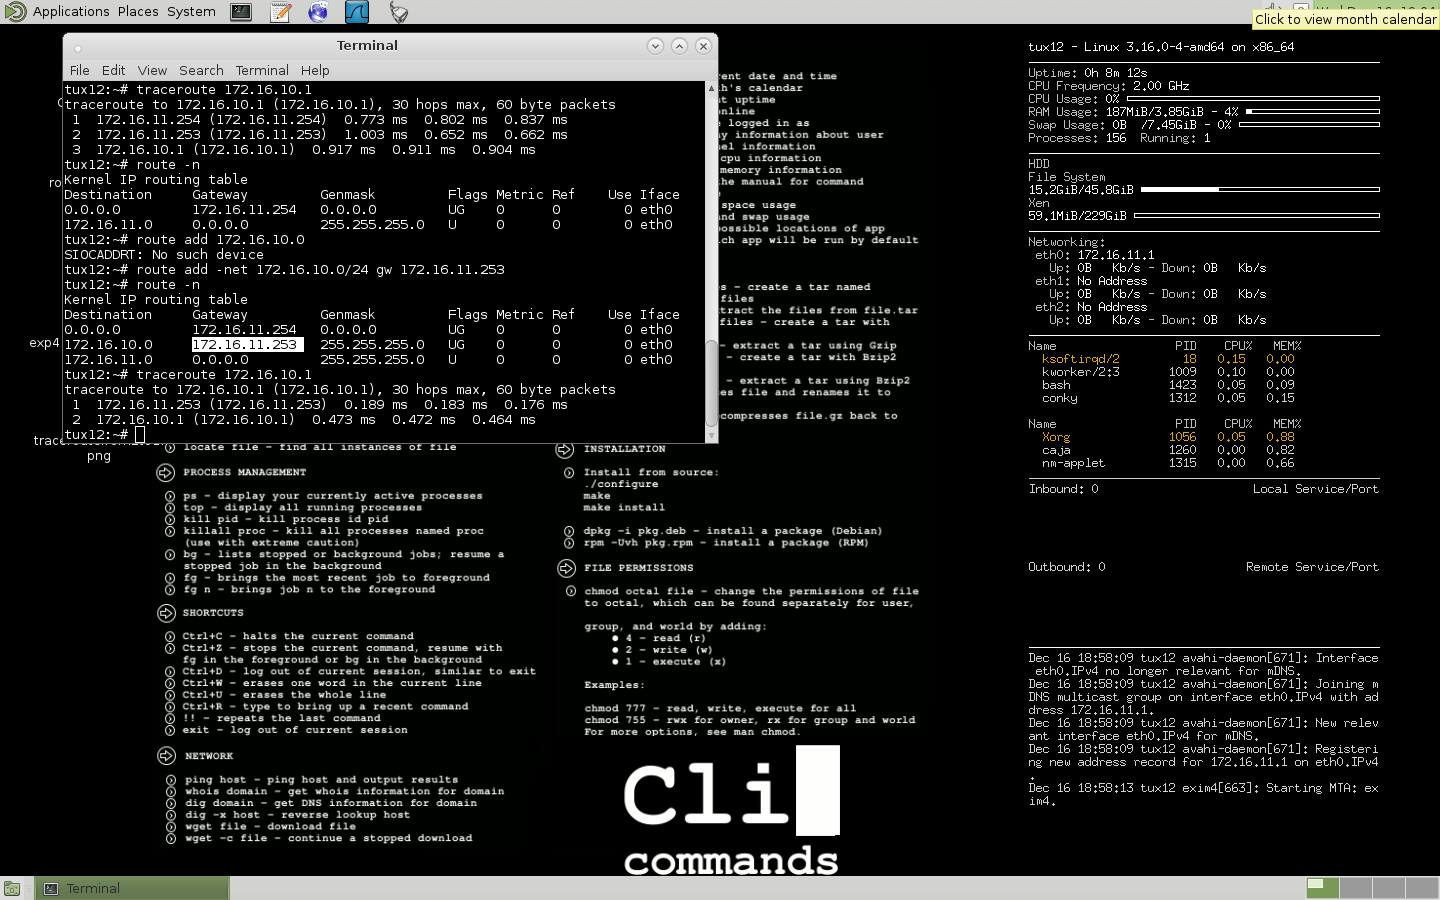 Applications Places System
Click to view month calendar
Terminal
File Edit View Search Terminal Help
tux12:~# traceroute 172.16.10.1
traceroute to 172.16.10.1 (172.16.10.1), 30 hops max, 60 byte packets
1 172.16.11.254 (172.16.11.254) 0.773 ms 0.802 ms 0.837 ms
2 172.16.11.253 (172.16.11.253) 1.003 ms 0.652 ms 0.662 ms
3 172.16.10.1 (172.16.10.1) 0.917 ms 0.911 ms 0.904 ms
tux12:~# route -n
Kernel IP routing table
Destination Gateway Genmask Flags Metric Ref Use Iface
0.0.0.0 172.16.11.254 0.0.0.0 UG 0 0 0 eth0
172.16.11.0 0.0.0.0 255.255.255.0 U 0 0 0 eth0
tux12:~# route add 172.16.10.0
SIOCADDRT: No such device
tux12:~# route add -net 172.16.10.0/24 gw 172.16.11.253
tux12:~# route -n
Kernel IP routing table
Destination Gateway Genmask Flags Metric Ref Use Iface
0.0.0.0 172.16.11.254 0.0.0.0 UG 0 0 0 eth0
172.16.10.0 172.16.11.253 255.255.255.0 UG 0 0 0 eth0
172.16.11.0 0.0.0.0 255.255.255.0 U 0 0 0 eth0
tux12:~# traceroute 172.16.10.1
traceroute to 172.16.10.1 (172.16.10.1), 30 hops max, 60 byte packets
1 172.16.11.253 (172.16.11.253) 0.189 ms 0.183 ms 0.176 ms
2 172.16.10.1 (172.16.10.1) 0.473 ms 0.472 ms 0.464 ms
tux12:~#
ro
exp4
trace
png
date and time
calendar
uptime
logged in as
information about user
information
cpu information
memory information
the manual for command
space usage
and swap usage
possible locations of app
app will be run by default
- create a tar named
files
the files from file.tar
files - create a tar with
- extract a tar using Gzip
- create a tar with Bzip2
- extract a tar using Bzip2
file and renames it to
compresses file.gz back to
locate file - find all instances of file
PROCESS MANAGEMENT
ps - display your currently active processes
top - display all running processes
kill pid - kill process id pid
killall proc - kill all processes named proc
(use with extreme caution)
bg - lists stopped or background jobs; resume a
stopped job in the background
fg - brings the most recent job to foreground
fg n - brings job n to the foreground
SHORTCUTS
Ctrl+C - halts the current command
Ctrl+Z - stops the current command, resume with
fg in the foreground or bg in the background
Ctrl+D - log out of current session, similar to exit
Ctrl+W - erases one word in the current line
Ctrl+U - erases the whole line
Ctrl+R - type to bring up a recent command
!! - repeats the last command
exit - log out of current session
NETWORK
ping host - ping host and output results
whois domain - get whois information for domain
dig domain - get DNS information for domain
dig -x host - reverse lookup host
wget file - download file
wget -c file - continue a stopped download
INSTALLATION
Install from source:
./configure
make
make install
dpkg -i pkg.deb - install a package (Debian)
rpm -Uvh pkg.rpm - install a package (RPM)
FILE PERMISSIONS
chmod octal file - change the permissions of file
to octal, which can be found separately for user,
group, and world by adding:
4 - read (r)
2 - write (w)
1 - execute (x)
Examples:
chmod 777 - read, write, execute for all
chmod 755 - rwx for owner, rx for group and world
For more options, see man chmod.
Cli
commands
tux12 - Linux 3.16.0-4-amd64 on x86_64
Uptime: 0h 8m 12s
CPU Frequency: 2.00 GHz
CPU Usage: 0%
RAM Usage: 187MiB/3.85GiB - 4%
Swap Usage: 0B /7.45GiB - 0%
Processes: 156 Running: 1
HDD
File System
15.2GiB/45.8GiB
Xen
59.1MiB/229GiB
Networking:
eth0: 172.16.11.1
Up: 0B Kb/s - Down: 0B Kb/s
eth1: No Address
Up: 0B Kb/s - Down: 0B Kb/s
eth2: No Address
Up: 0B Kb/s - Down: 0B Kb/s
Name PID CPU% MEM%
ksoftirqd/2 18 0.15 0.00
kworker/2:3 1009 0.10 0.00
bash 1423 0.05 0.09
conky 1312 0.05 0.15
Name PID CPU% MEM%
Xorg 1056 0.05 0.88
caja 1260 0.00 0.82
nm-applet 1315 0.00 0.66
Inbound: 0 Local Service/Port
Outbound: 0 Remote Service/Port
Dec 16 18:58:09 tux12 avahi-daemon[671]: Interface
eth0.IPv4 no longer relevant for mDNS.
Dec 16 18:58:09 tux12 avahi-daemon[671]: Joining m
DNS multicast group on interface eth0.IPv4 with ad
dress 172.16.11.1.
Dec 16 18:58:09 tux12 avahi-daemon[671]: New relev
ant interface eth0.IPv4 for mDNS.
Dec 16 18:58:09 tux12 avahi-daemon[671]: Registeri
ng new address record for 172.16.11.1 on eth0.IPv4
.
Dec 16 18:58:13 tux12 exim4[663]: Starting MTA: ex
im4.
Terminal